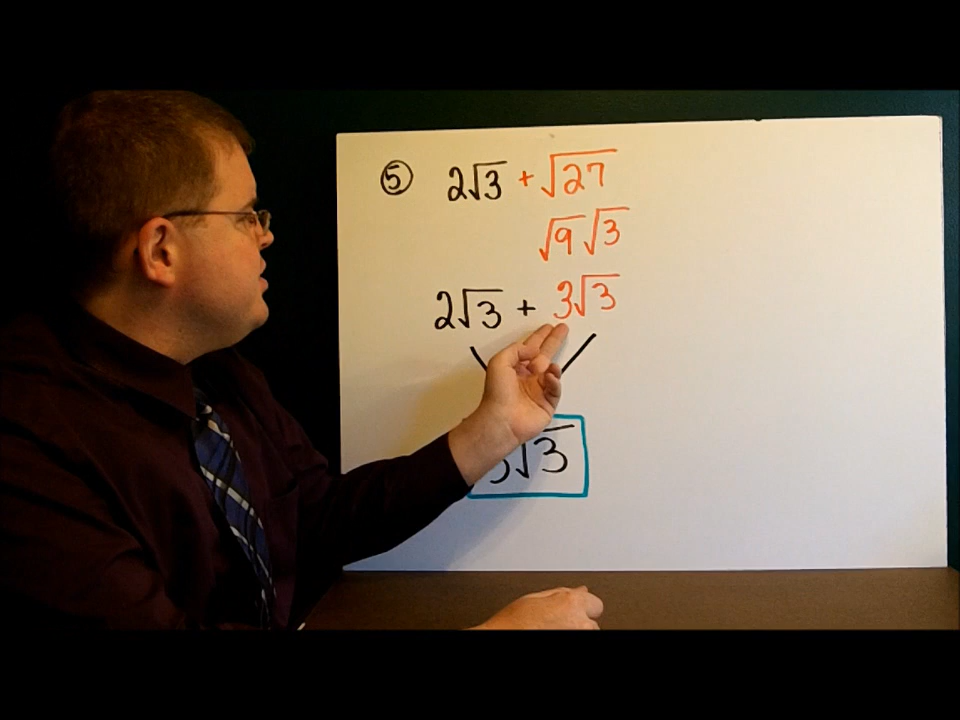 ⑤ 2√3 + √27
√9 √3
2√3 + 3√3
√3